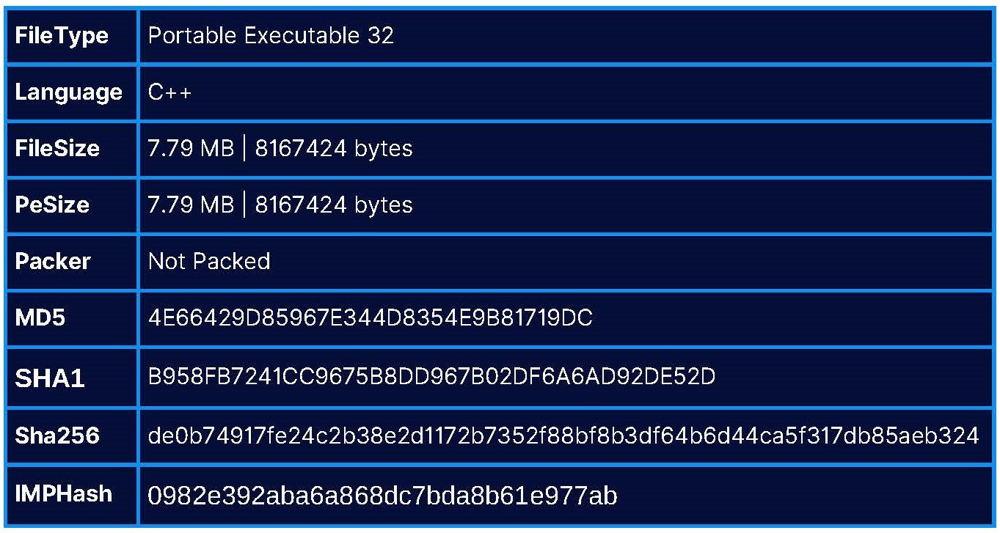 FileType Portable Executable 32
Language C++
FileSize 7.79 MB | 8167424 bytes
PeSize 7.79 MB | 8167424 bytes
Packer Not Packed
MD5 4E66429D85967E344D8354E9B81719DC
SHA1 B958FB7241CC9675B8DD967B02DF6A6AD92DE52D
Sha256 de0b74917fe24c2b38e2d1172b7352f88bf8b3df64b6d44ca5f317db85aeb324
IMPHash 0982e392aba6a868dc7bda8b61e977ab